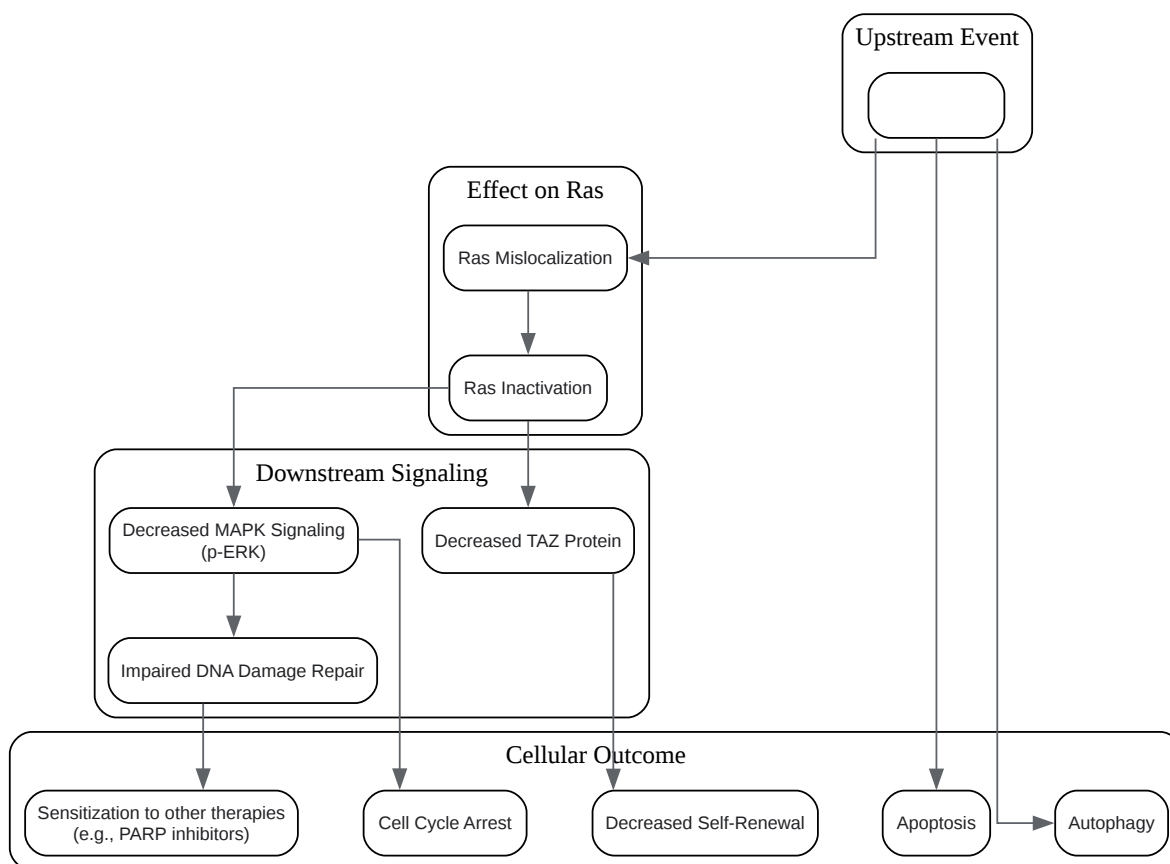 Upstream Event
Effect on Ras
Ras Mislocalization
Ras Inactivation
Downstream Signaling
Decreased MAPK Signaling
(p-ERK)
Decreased TAZ Protein
Impaired DNA Damage Repair
Cellular Outcome
Sensitization to other therapies
(e.g., PARP inhibitors)
Cell Cycle Arrest
Decreased Self-Renewal
Apoptosis
Autophagy